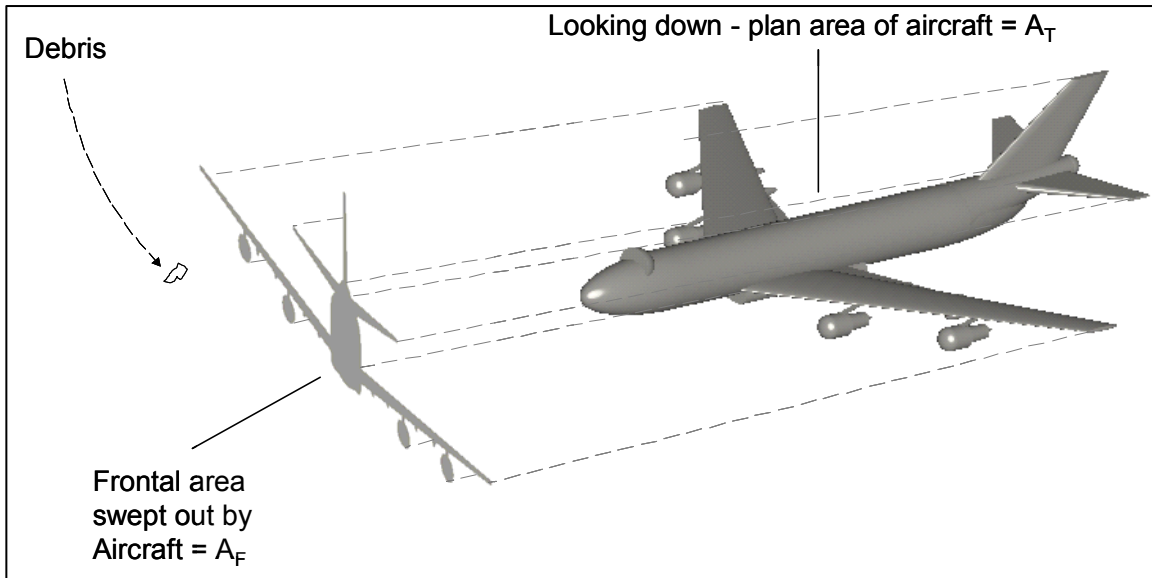 Debris
Looking down - plan area of aircraft = A_T
Frontal area
swept out by
Aircraft = A_F